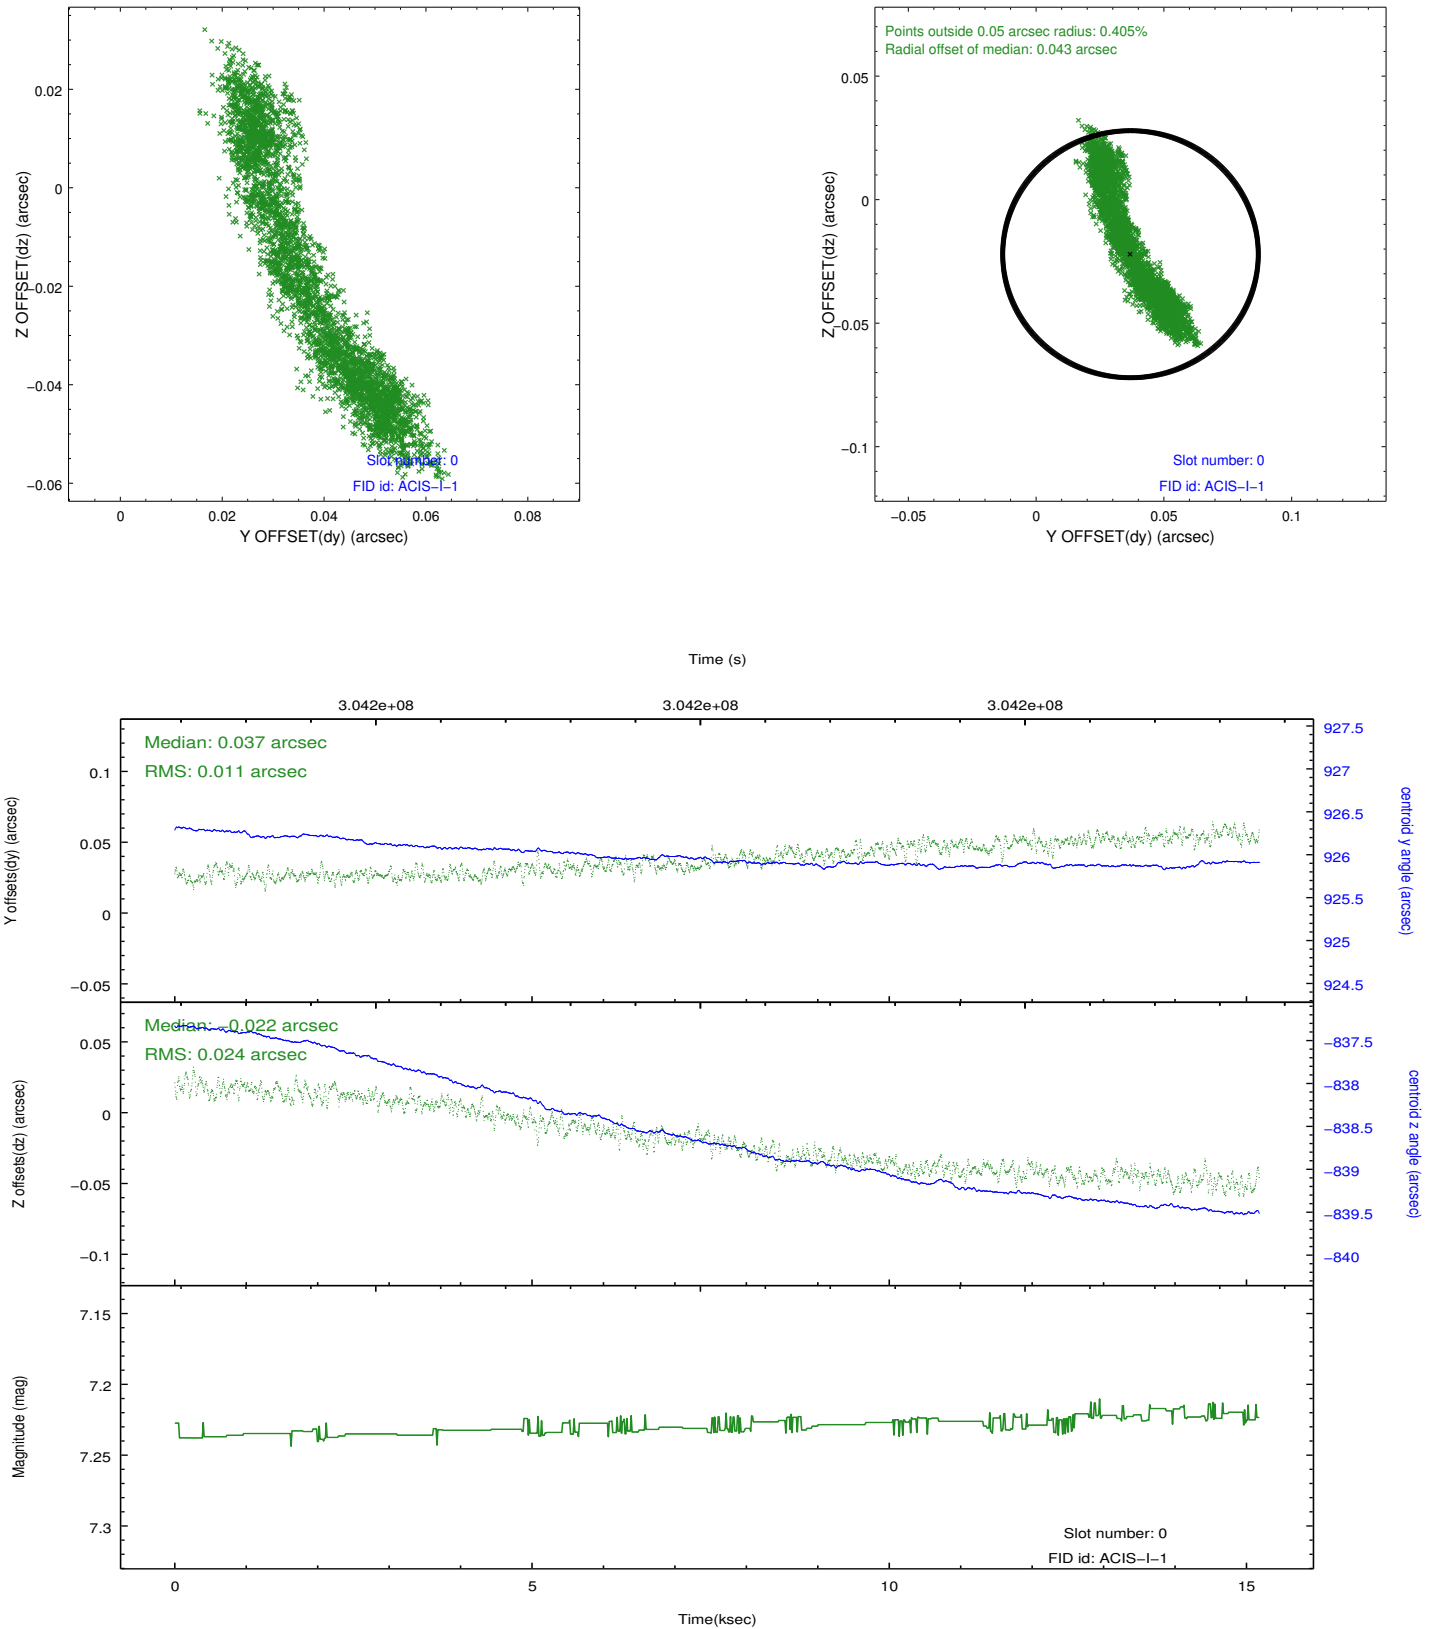 0.02
0
−0.02
−0.04
−0.06
Z OFFSET(dz) (arcsec)
0
0.02
0.04
0.06
0.08
Y OFFSET(dy) (arcsec)
Slot number: 0
FID id: ACIS−I−1
Points outside 0.05 arcsec radius: 0.405%
Radial offset of median: 0.043 arcsec
0.05
0
−0.05
−0.1
Z OFFSET(dz) (arcsec)
−0.05
0
0.05
0.1
Y OFFSET(dy) (arcsec)
Slot number: 0
FID id: ACIS−I−1
Time (s)
3.042e+08
3.042e+08
3.042e+08
Median: 0.037 arcsec
RMS: 0.011 arcsec
0.1
0.05
0
−0.05
Y offsets(dy) (arcsec)
927.5
927
926.5
926
925.5
925
924.5
centroid y angle (arcsec)
Median: −0.022 arcsec
RMS: 0.024 arcsec
0.05
0
−0.05
−0.1
Z offsets(dz) (arcsec)
−837.5
−838
−838.5
−839
−839.5
−840
centroid z angle (arcsec)
7.15
7.2
7.25
7.3
Magnitude (mag)
Slot number: 0
FID id: ACIS−I−1
0
5
10
15
Time(ksec)